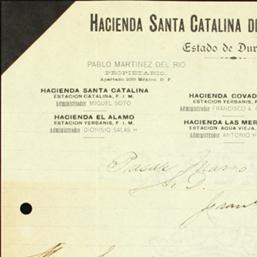 HACIENDA SANTA CATALINA DE
Estado de Dur
PABLO MARTINEZ DEL RIO
PROPIETARIO.
Apartado México, D. F.
HACIENDA SANTA CATALINA
ESTACION CATALINA, F. I. M.
Administrador MIGUEL SOTO
HACIENDA EL ALAMO
ESTACION YERBANIS, F. I. M.
Administrador DIONISIO SALAS H
HACIENDA COVAD
ESTACION YERBANIS, F
Administrador FRANCISCO A.
HACIENDA LAS MER
ESTACION AGUA VIEJA,
Administrador ANTONIO H